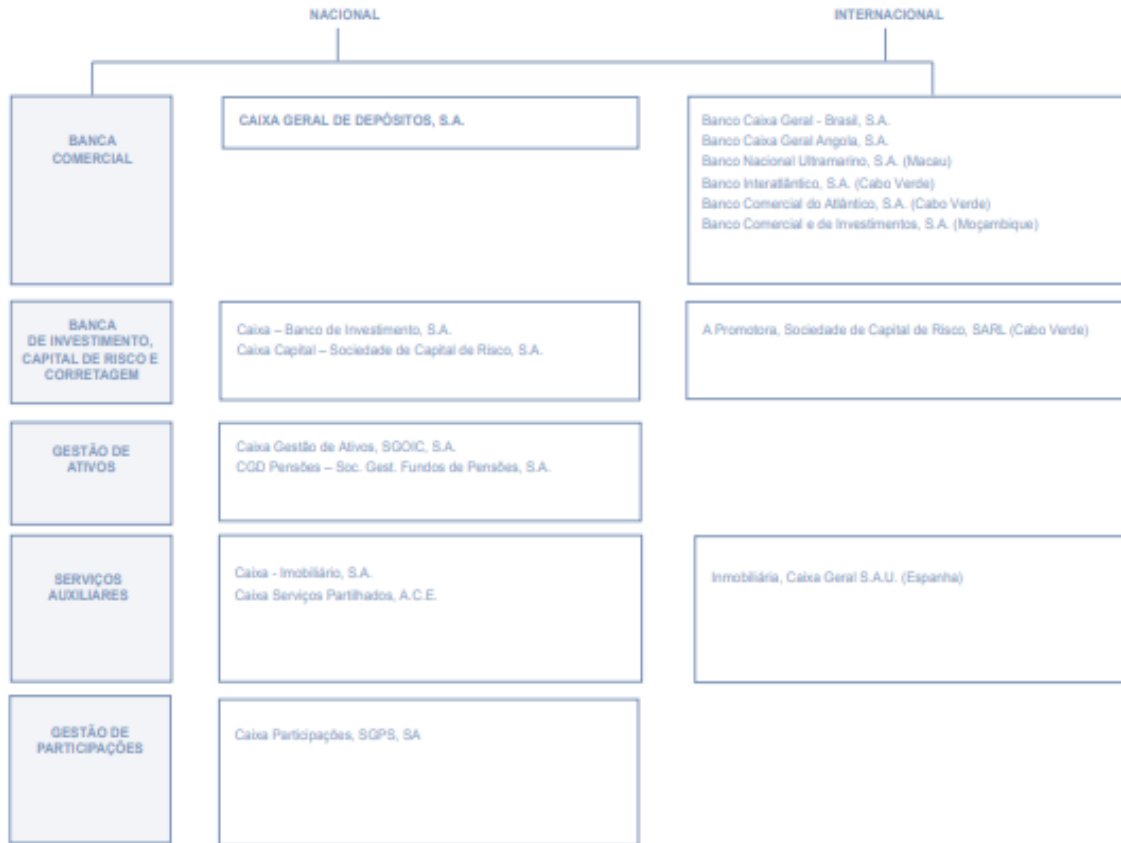 NACIONAL
INTERNACIONAL
BANCA
COMERCIAL
CAIXA GERAL DE DEPÓSITOS, S.A.
Banco Caixa Geral - Brasil, S.A.
Banco Caixa Geral Angola, S.A.
Banco Nacional Ultramarino, S.A. (Macau)
Banco Interatlântico, S.A. (Cabo Verde)
Banco Comercial do Atlântico, S.A. (Cabo Verde)
Banco Comercial e de Investimentos, S.A. (Moçambique)
BANCA
DE INVESTIMENTO,
CAPITAL DE RISCO E
CORRETAGEM
Caixa – Banco de Investimento, S.A.
Caixa Capital – Sociedade de Capital de Risco, S.A.
A Promotora, Sociedade de Capital de Risco, SARL (Cabo Verde)
GESTÃO DE
ATIVOS
Caixa Gestão de Ativos, SGOIC, S.A.
CGD Pensões – Soc. Gest. Fundos de Pensões, S.A.
SERVIÇOS
AUXILIARES
Caixa - Imobiliário, S.A.
Caixa Serviços Partilhados, A.C.E.
Inmobiliária, Caixa Geral S.A.U. (Espanha)
GESTÃO DE
PARTICIPAÇÕES
Caixa Participações, SGPS, SA